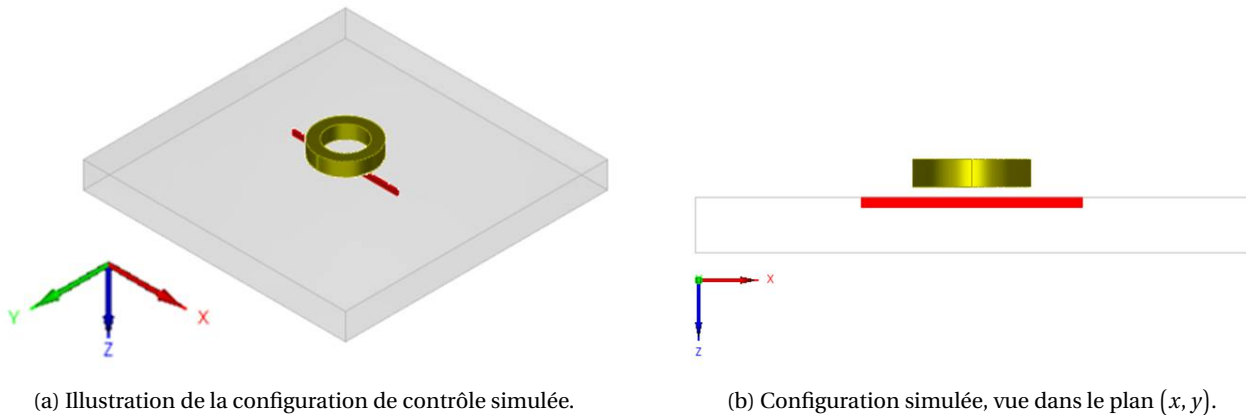 Y
X
Z
X
Z
(a) Illustration de la configuration de contrôle simulée.
(b) Configuration simulée, vue dans le plan (x, y).